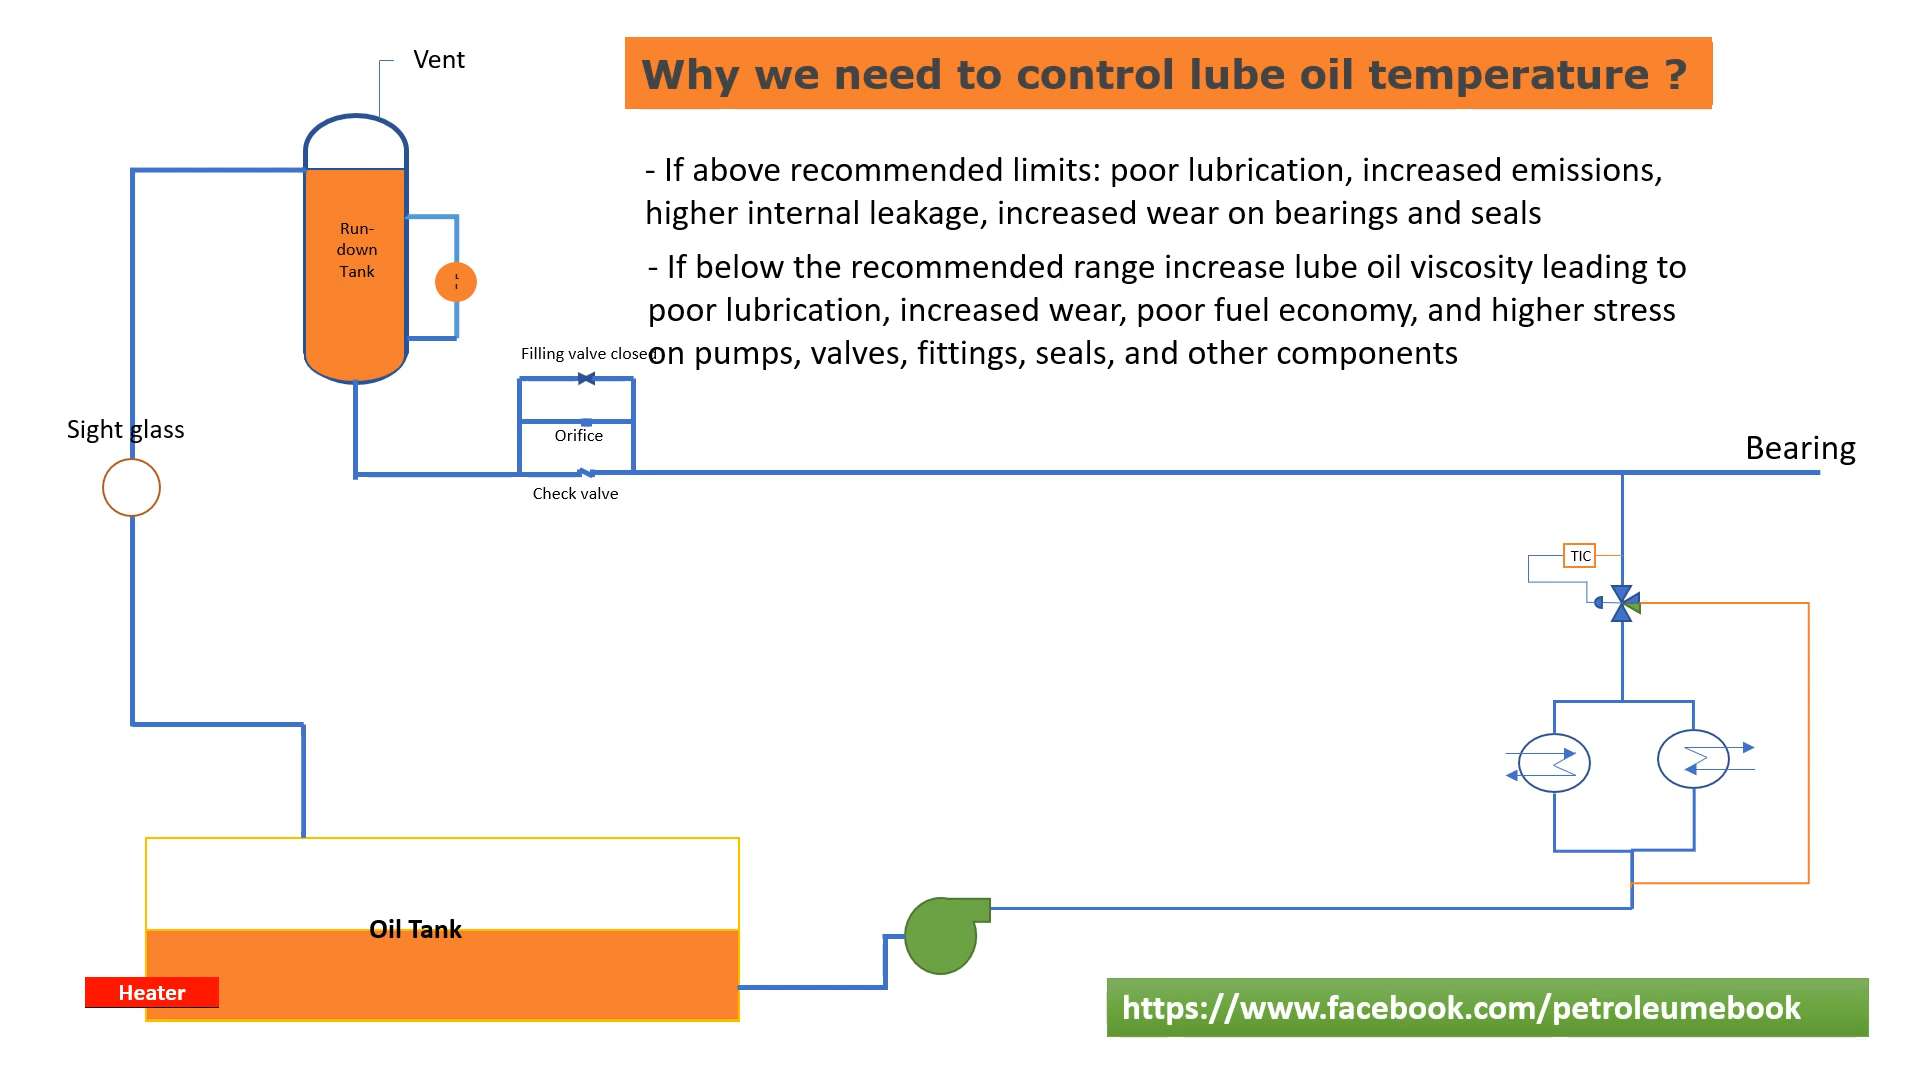 Vent
Why we need to control lube oil temperature ?
- If above recommended limits: poor lubrication, increased emissions,
higher internal leakage, increased wear on bearings and seals
Run-
down
Tank
L
I
- If below the recommended range increase lube oil viscosity leading to
poor lubrication, increased wear, poor fuel economy, and higher stress
on pumps, valves, fittings, seals, and other components
Filling valve closed
Sight glass
Orifice
Bearing
Check valve
TIC
Oil Tank
Heater
https://www.facebook.com/petroleumebook